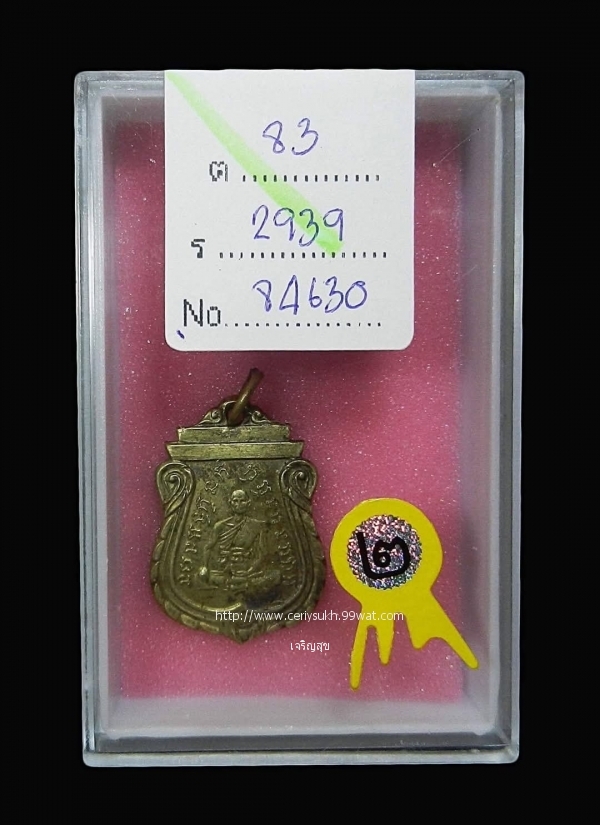 ต ........ 83
ร ........ 2939
No ........ 84630
๒
http://www.ceriysukh.99wat.com
เจริญสุข